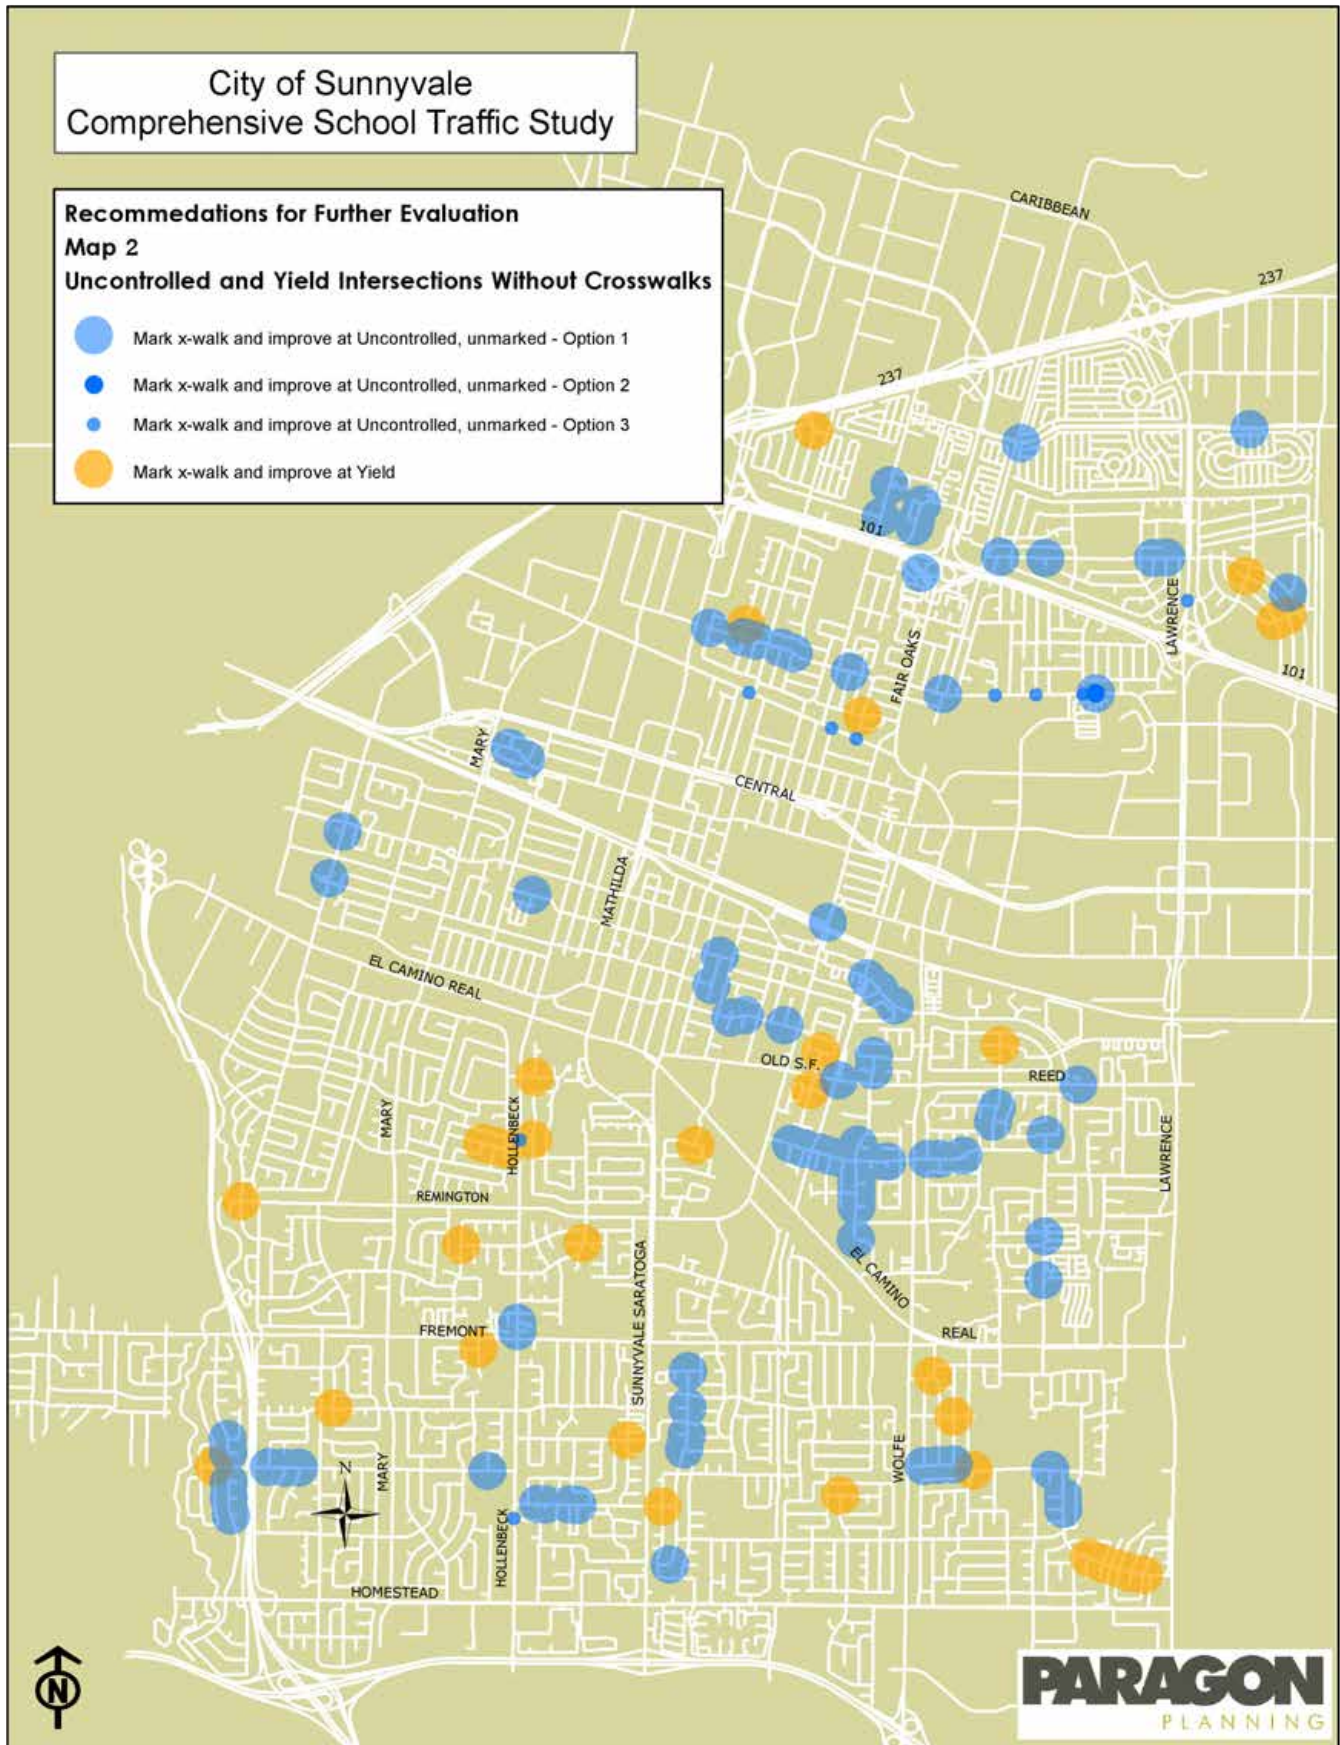 City of Sunnyvale
Comprehensive School Traffic Study
Recommedations for Further Evaluation
Map 2
Uncontrolled and Yield Intersections Without Crosswalks
Mark x-walk and improve at Uncontrolled, unmarked - Option 1
Mark x-walk and improve at Uncontrolled, unmarked - Option 2
Mark x-walk and improve at Uncontrolled, unmarked - Option 3
Mark x-walk and improve at Yield
CARIBBEAN
237
237
101
LAWRENCE
FAIR OAKS
101
MARY
CENTRAL
MATHILDA
EL CAMINO REAL
OLD S.F.
REED
MARY
HOLLENBECK
LAWRENCE
REMINGTON
SUNNYVALE SARATOGA
EL CAMINO
REAL
FREMONT
WOLFE
MARY
N
HOLLENBECK
HOMESTEAD
N
PARAGON
PLANNING